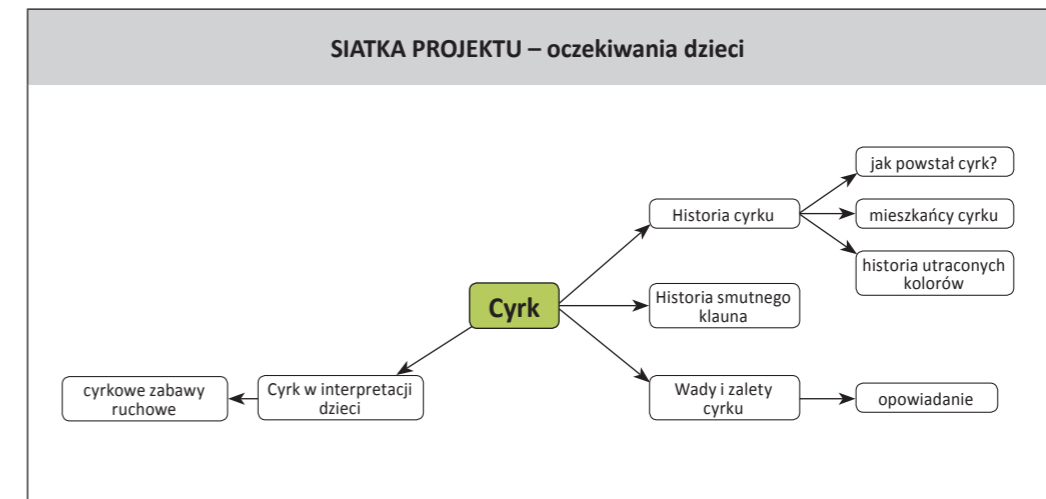 SIATKA PROJEKTU – oczekiwania dzieci
jak powstał cyrk?
Historia cyrku
mieszkańcy cyrku
historia utraconych
kolorów
Cyrk
Historia smutnego
klauna
cyrkowe zabawy
ruchowe
Cyrk w interpretacji
dzieci
Wady i zalety
cyrku
opowiadanie